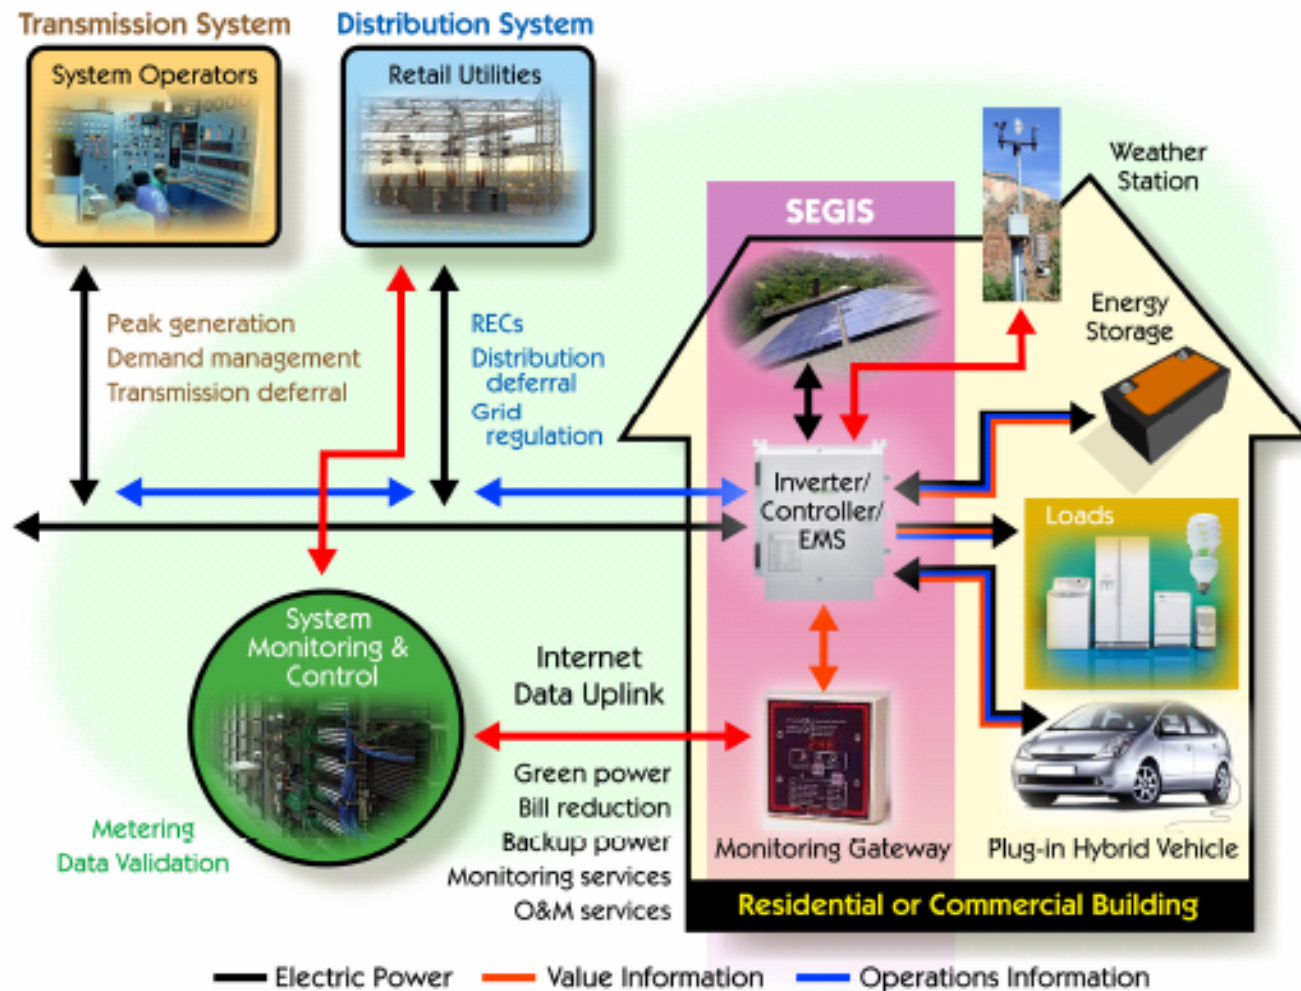 Transmission System
Distribution System
System Operators
Retail Utilities
Weather
Station
SEGIS
Peak generation
Demand management
Transmission deferral
RECs
Distribution
deferral
Grid
regulation
Energy
Storage
Inverter/
Controller/
EMS
Loads
System
Monitoring &
Control
Internet
Data Uplink
Green power
Bill reduction
Backup power
Monitoring services
O&M services
Metering
Data Validation
Monitoring Gateway
Plug-in Hybrid Vehicle
Residential or Commercial Building
Electric Power
Value Information
Operations Information